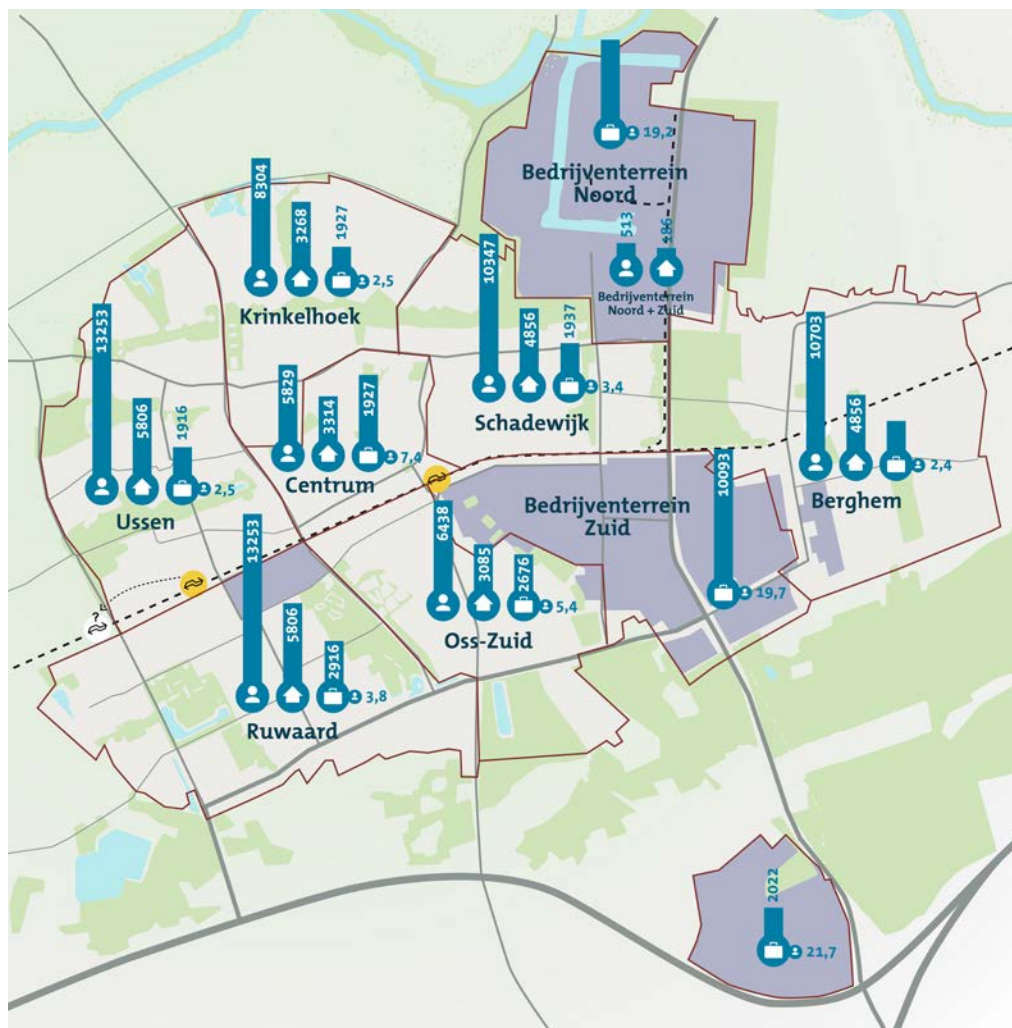 19,2
Bedrijventerrein
Noord
513
186
Bedrijventerrein
Noord + Zuid
8304
3268
1927
2,5
Krinkelhoek
10347
4856
1937
3,4
Schadewijk
13253
5806
1916
2,5
Ussen
5829
3314
1927
7,4
Centrum
10703
4856
2,4
Berghem
Bedrijventerrein
Zuid
10093
19,7
6438
3085
2676
5,4
Oss-Zuid
?
13253
5806
2916
3,8
Ruwaard
2022
21,7